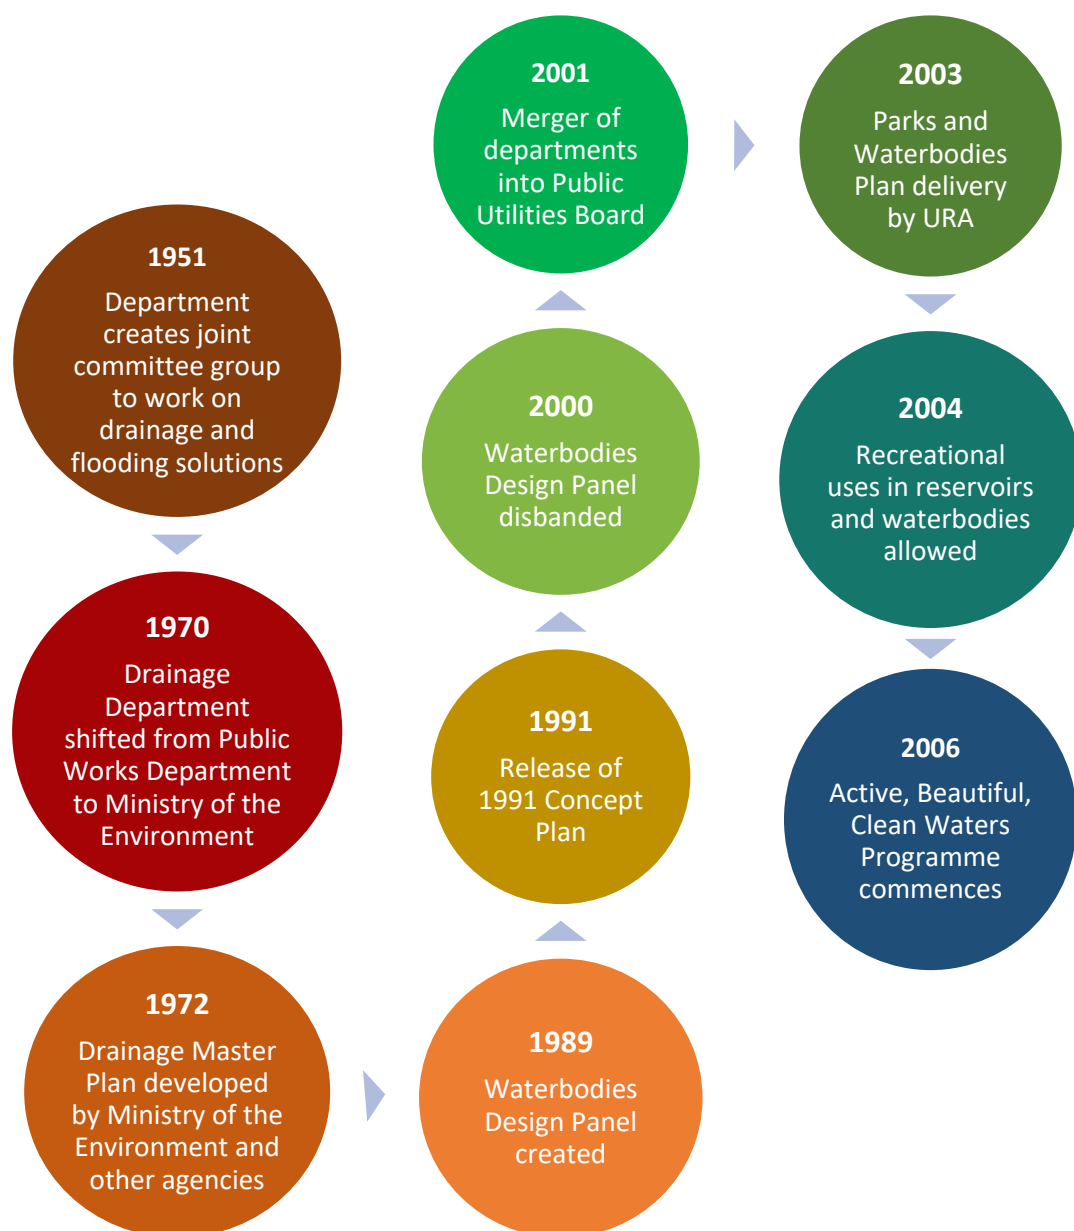 1951
Department
creates joint
committee group
to work on
drainage and
flooding solutions
1970
Drainage
Department
shifted from Public
Works Department
to Ministry of the
Environment
1972
Drainage Master
Plan developed
by Ministry of the
Environment and
other agencies
1989
Waterbodies
Design Panel
created
1991
Release of
1991 Concept
Plan
2000
Waterbodies
Design Panel
disbanded
2001
Merger of
departments
into Public
Utilities Board
2003
Parks and
Waterbodies
Plan delivery
by URA
2004
Recreational
uses in reservoirs
and waterbodies
allowed
2006
Active, Beautiful,
Clean Waters
Programme
commences